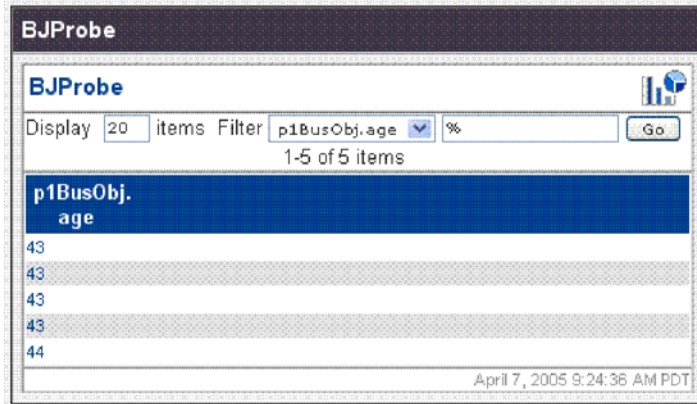 BJProbe
BJProbe
Display 20 items Filter p1BusObj.age % Go
1-5 of 5 items
p1BusObj.
age
43
43
43
43
44
April 7, 2005 9:24:36 AM PDT